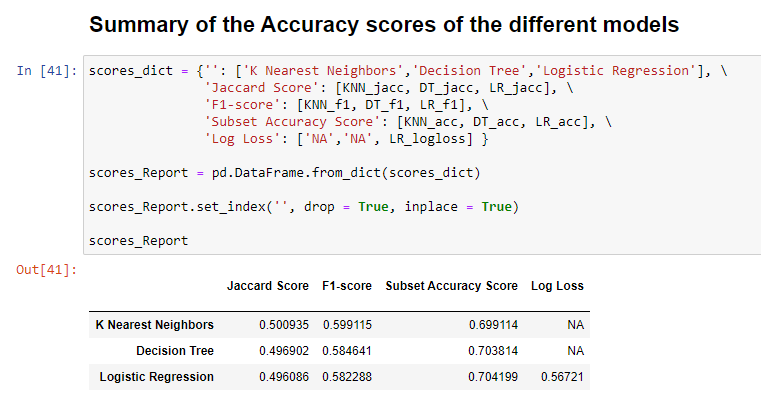 Summary of the Accuracy scores of the different models
In [41]: scores_dict = {'': ['K Nearest Neighbors','Decision Tree','Logistic Regression'], \
'Jaccard Score': [KNN_jacc, DT_jacc, LR_jacc], \
'F1-score': [KNN_f1, DT_f1, LR_f1], \
'Subset Accuracy Score': [KNN_acc, DT_acc, LR_acc], \
'Log Loss': ['NA','NA', LR_logloss] }
scores_Report = pd.DataFrame.from_dict(scores_dict)
scores_Report.set_index('', drop = True, inplace = True)
scores_Report
Out[41]:
Jaccard Score F1-score Subset Accuracy Score Log Loss
K Nearest Neighbors 0.500935 0.599115 0.699114 NA
Decision Tree 0.496902 0.584641 0.703814 NA
Logistic Regression 0.496086 0.582288 0.704199 0.56721